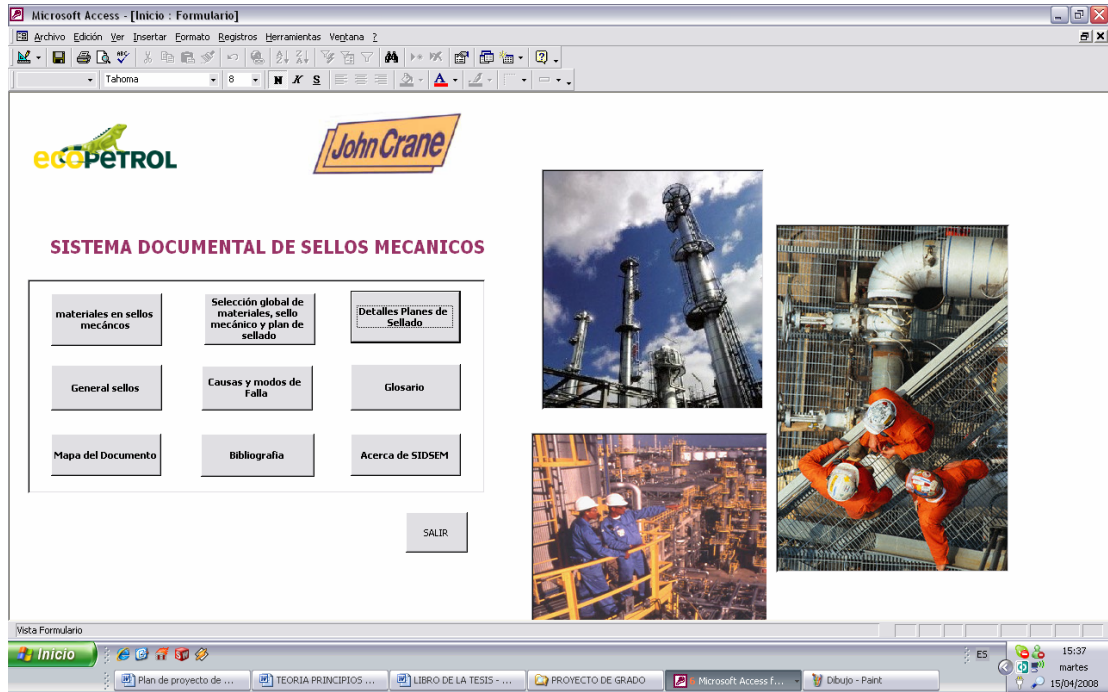 Microsoft Access - [Inicio : Formulario]
Archivo Edición Ver Insertar Formato Registros Herramientas Ventana ?
Tahoma 8 N K S
ecoPETROL
John Crane
SISTEMA DOCUMENTAL DE SELLOS MECANICOS
materiales en sellos
mecáncos
Selección global de
materiales, sello
mecánico y plan de
sellado
Detalles Planes de
Sellado
General sellos
Causas y modos de
Falla
Glosario
Mapa del Documento
Bibliografia
Acerca de SIDSEM
SALIR
Vista Formulario
Inicio
ES
15:37
martes
15/04/2008
Plan de proyecto de ...
TEORIA PRINCIPIOS ...
LIBRO DE LA TESIS - ...
PROYECTO DE GRADO
6 Microsoft Access f...
Dibujo - Paint